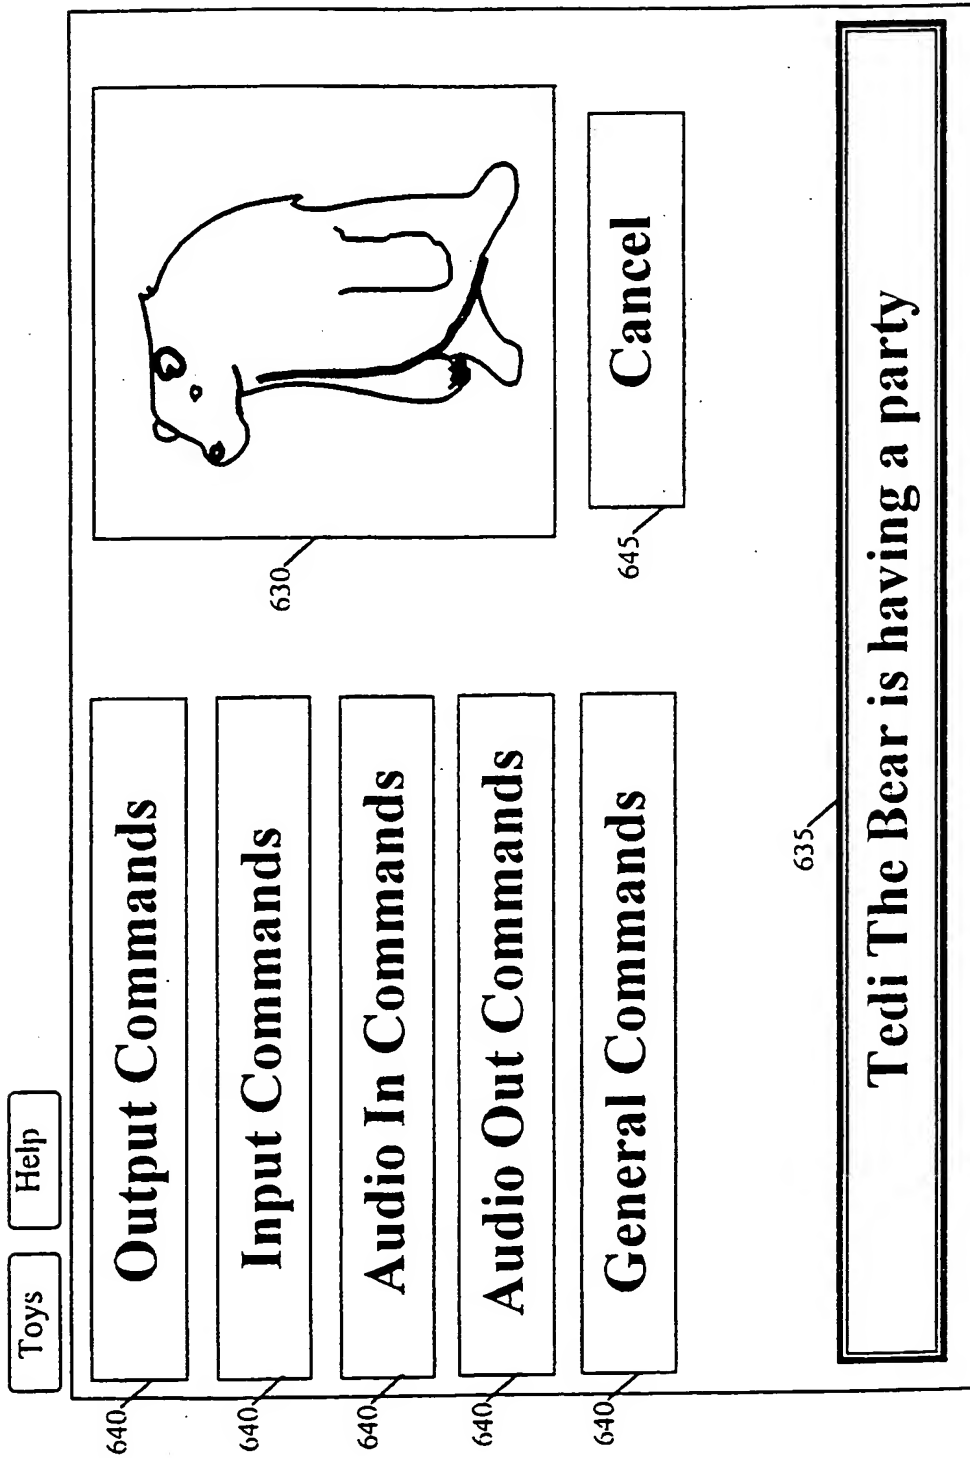 Toys Help
640 Output Commands
640 Input Commands
640 Audio In Commands
640 Audio Out Commands
640 General Commands
630
645 Cancel
635
Tedi The Bear is having a party